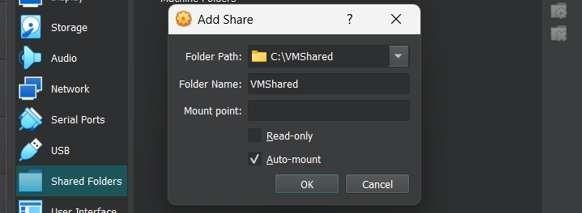 Add Share
?
Storage
Folder Path: C:\VMShared
Audio
Folder Name: VMShared
Network
Mount point:
Serial Ports
Read-only
USB
Auto-mount
Shared Folders
OK Cancel
User Interface